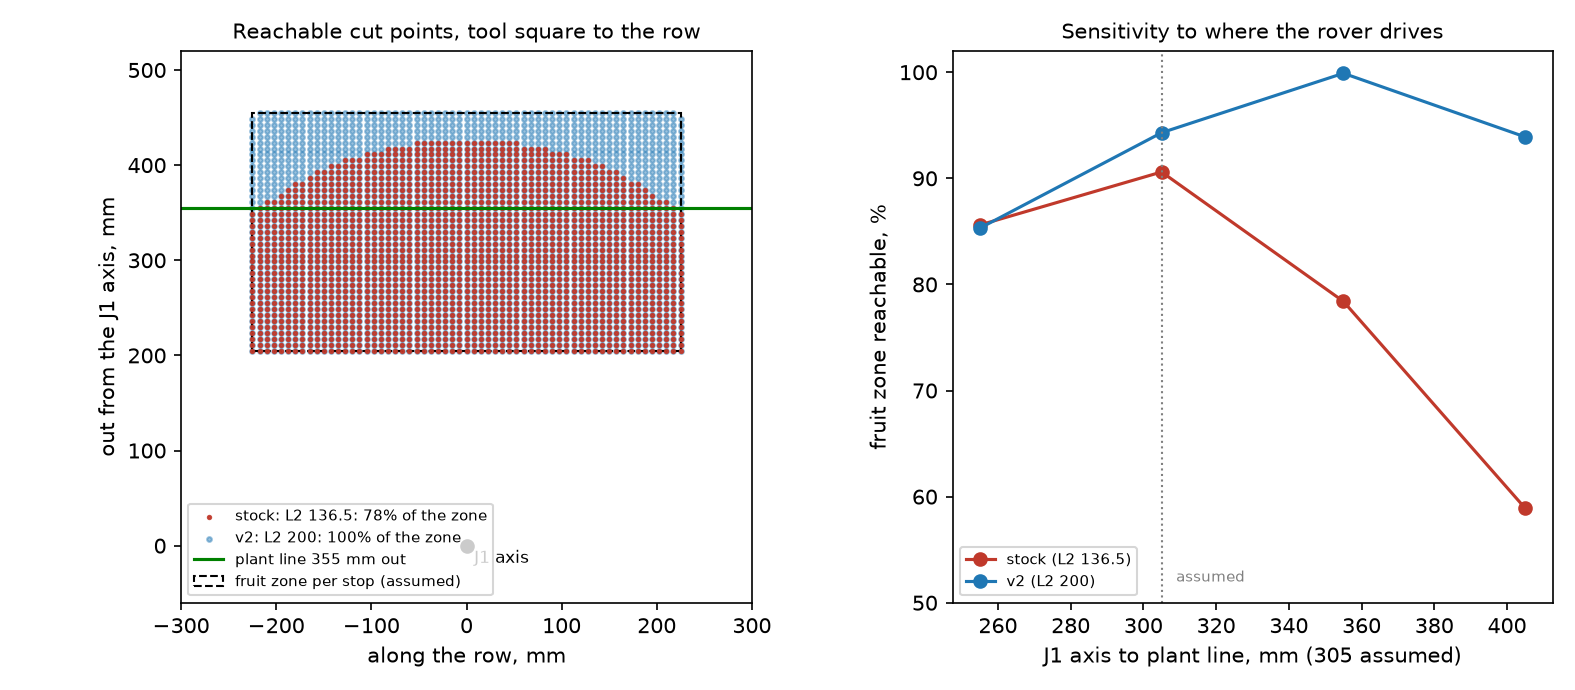 Reachable cut points, tool square to the row
500
400
300
200
100
0
out from the J1 axis, mm
stock: L2 136.5: 78% of the zone
v2: L2 200: 100% of the zone
plant line 355 mm out
fruit zone per stop (assumed)
J1 axis
−300
−200
−100
0
100
200
300
along the row, mm
Sensitivity to where the rover drives
100
90
80
70
60
50
fruit zone reachable, %
stock (L2 136.5)
v2 (L2 200)
assumed
260
280
300
320
340
360
380
400
J1 axis to plant line, mm (305 assumed)